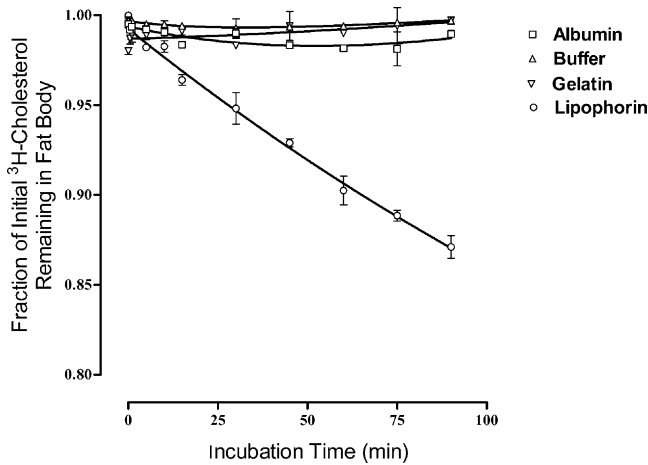 Fraction of Initial ³H-Cholesterol
Remaining in Fat Body
1.00
0.95
0.90
0.85
0.80
0
25
50
75
100
Incubation Time (min)
Albumin
Buffer
Gelatin
Lipophorin